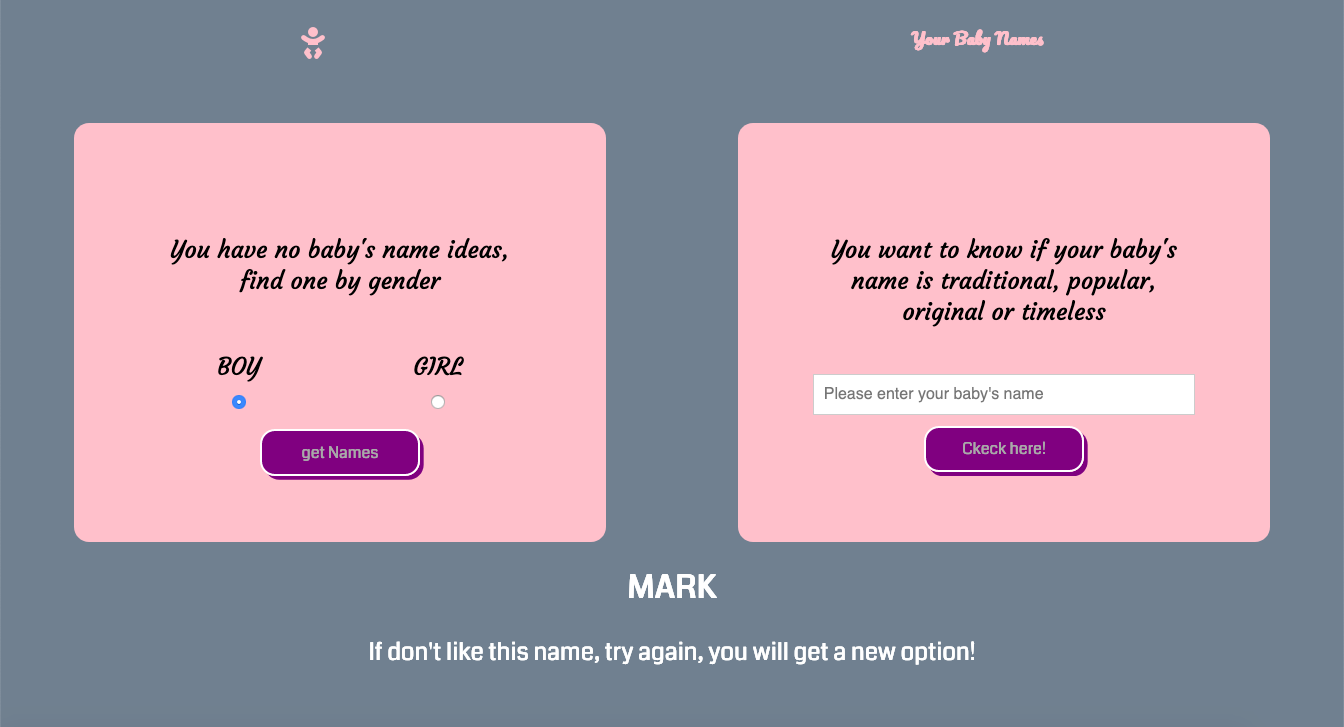 Your Baby Names
You have no baby's name ideas,
find one by gender
BOY
GIRL
get Names
You want to know if your baby's
name is traditional, popular,
original or timeless
Please enter your baby's name
Ckeck here!
MARK
If don't like this name, try again, you will get a new option!